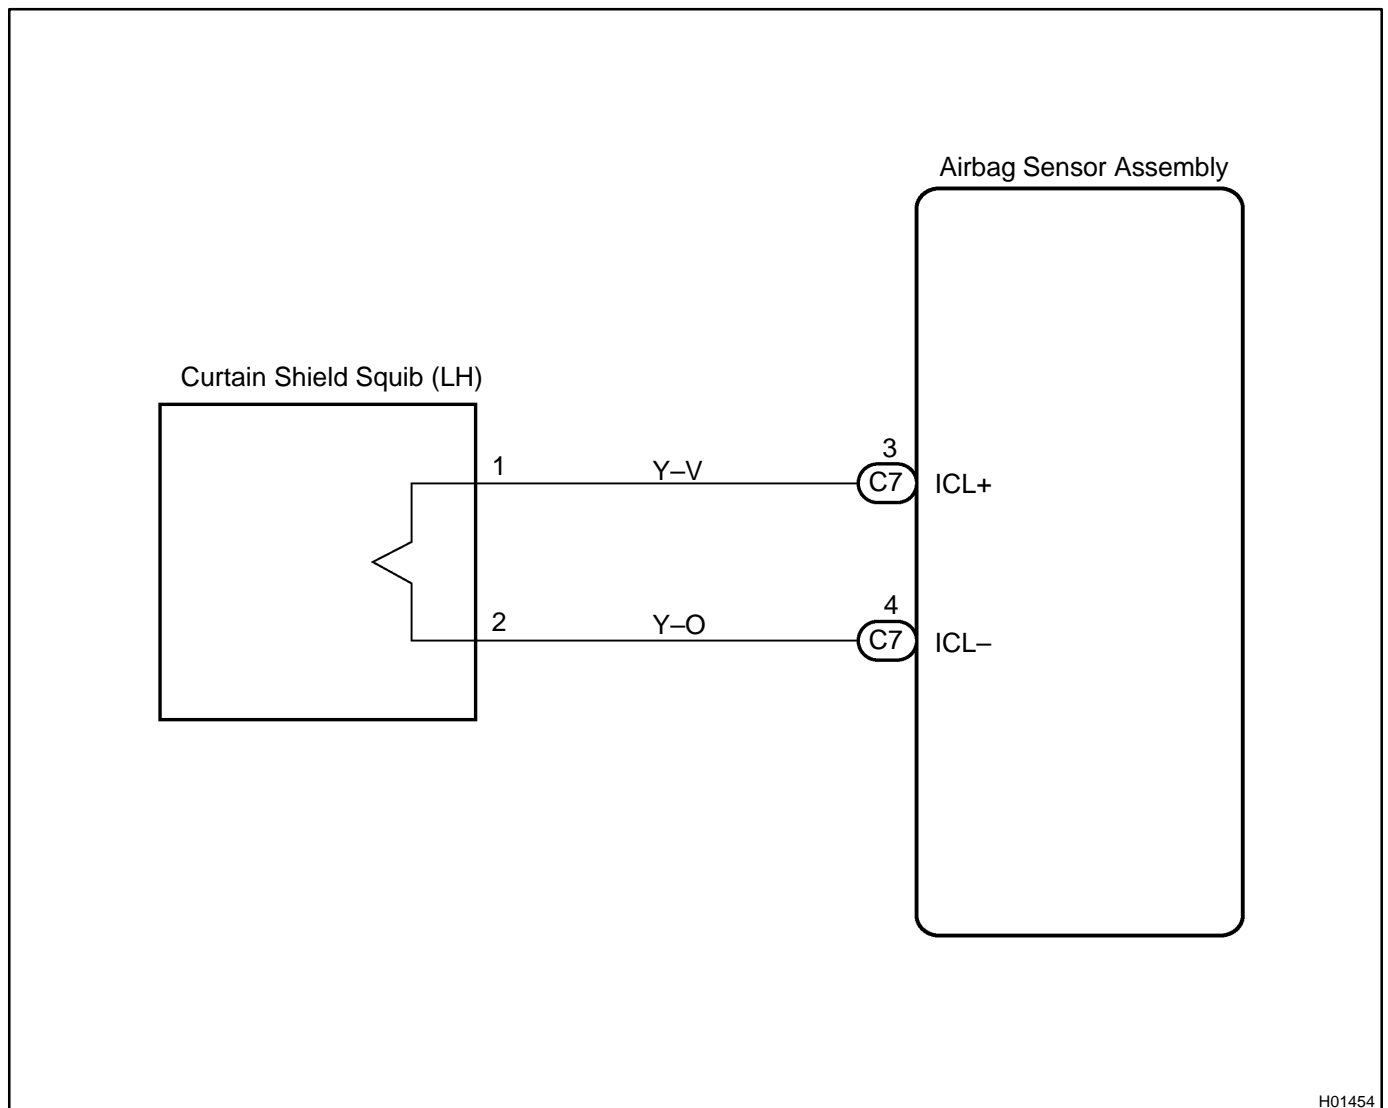 Airbag Sensor Assembly
Curtain Shield Squib (LH)
1
Y–V
3
C7
ICL+
2
Y–O
4
C7
ICL–
H01454